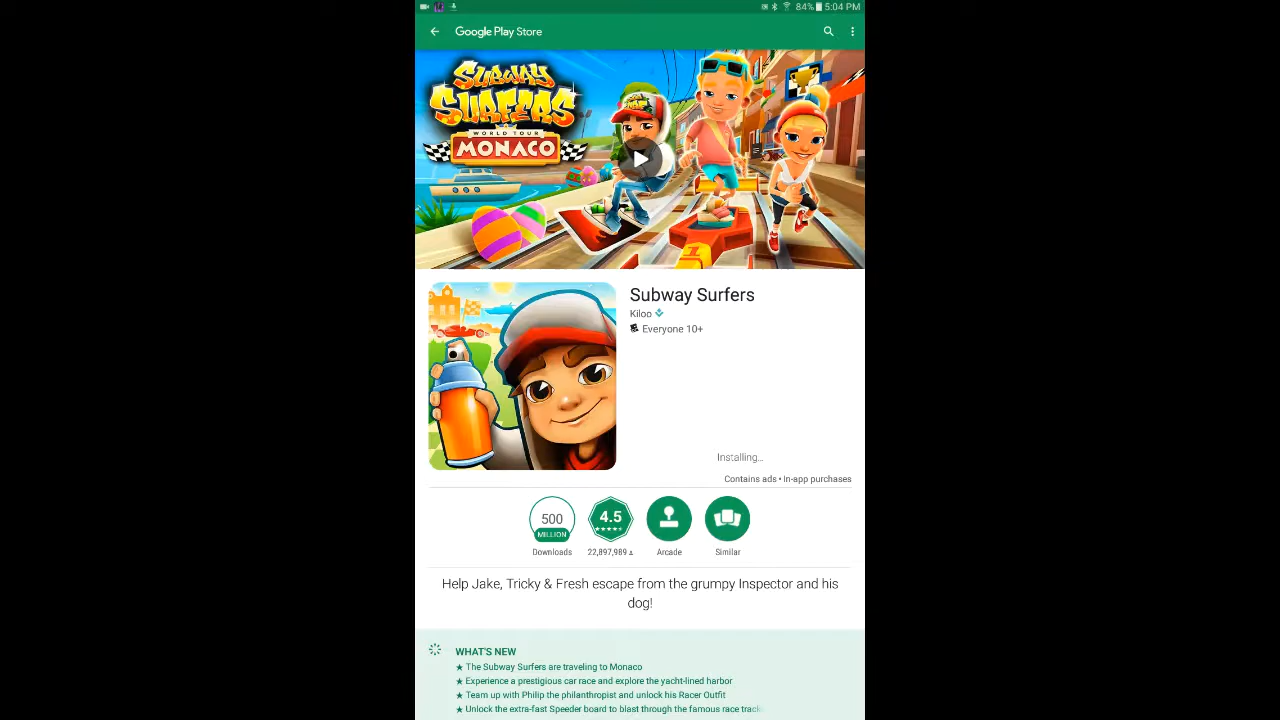 84% 5:04 PM
Google Play Store
SUBWAY
SURFERS
WORLD TOUR
MONACO
1
Subway Surfers
Kiloo
Everyone 10+
Installing...
Contains ads • In-app purchases
500
MILLION
4.5
Downloads
22,897,989
Arcade
Similar
Help Jake, Tricky & Fresh escape from the grumpy Inspector and his
dog!
WHAT'S NEW
★ The Subway Surfers are traveling to Monaco
★ Experience a prestigious car race and explore the yacht-lined harbor
★ Team up with Philip the philanthropist and unlock his Racer Outfit
★ Unlock the extra-fast Speeder board to blast through the famous race track